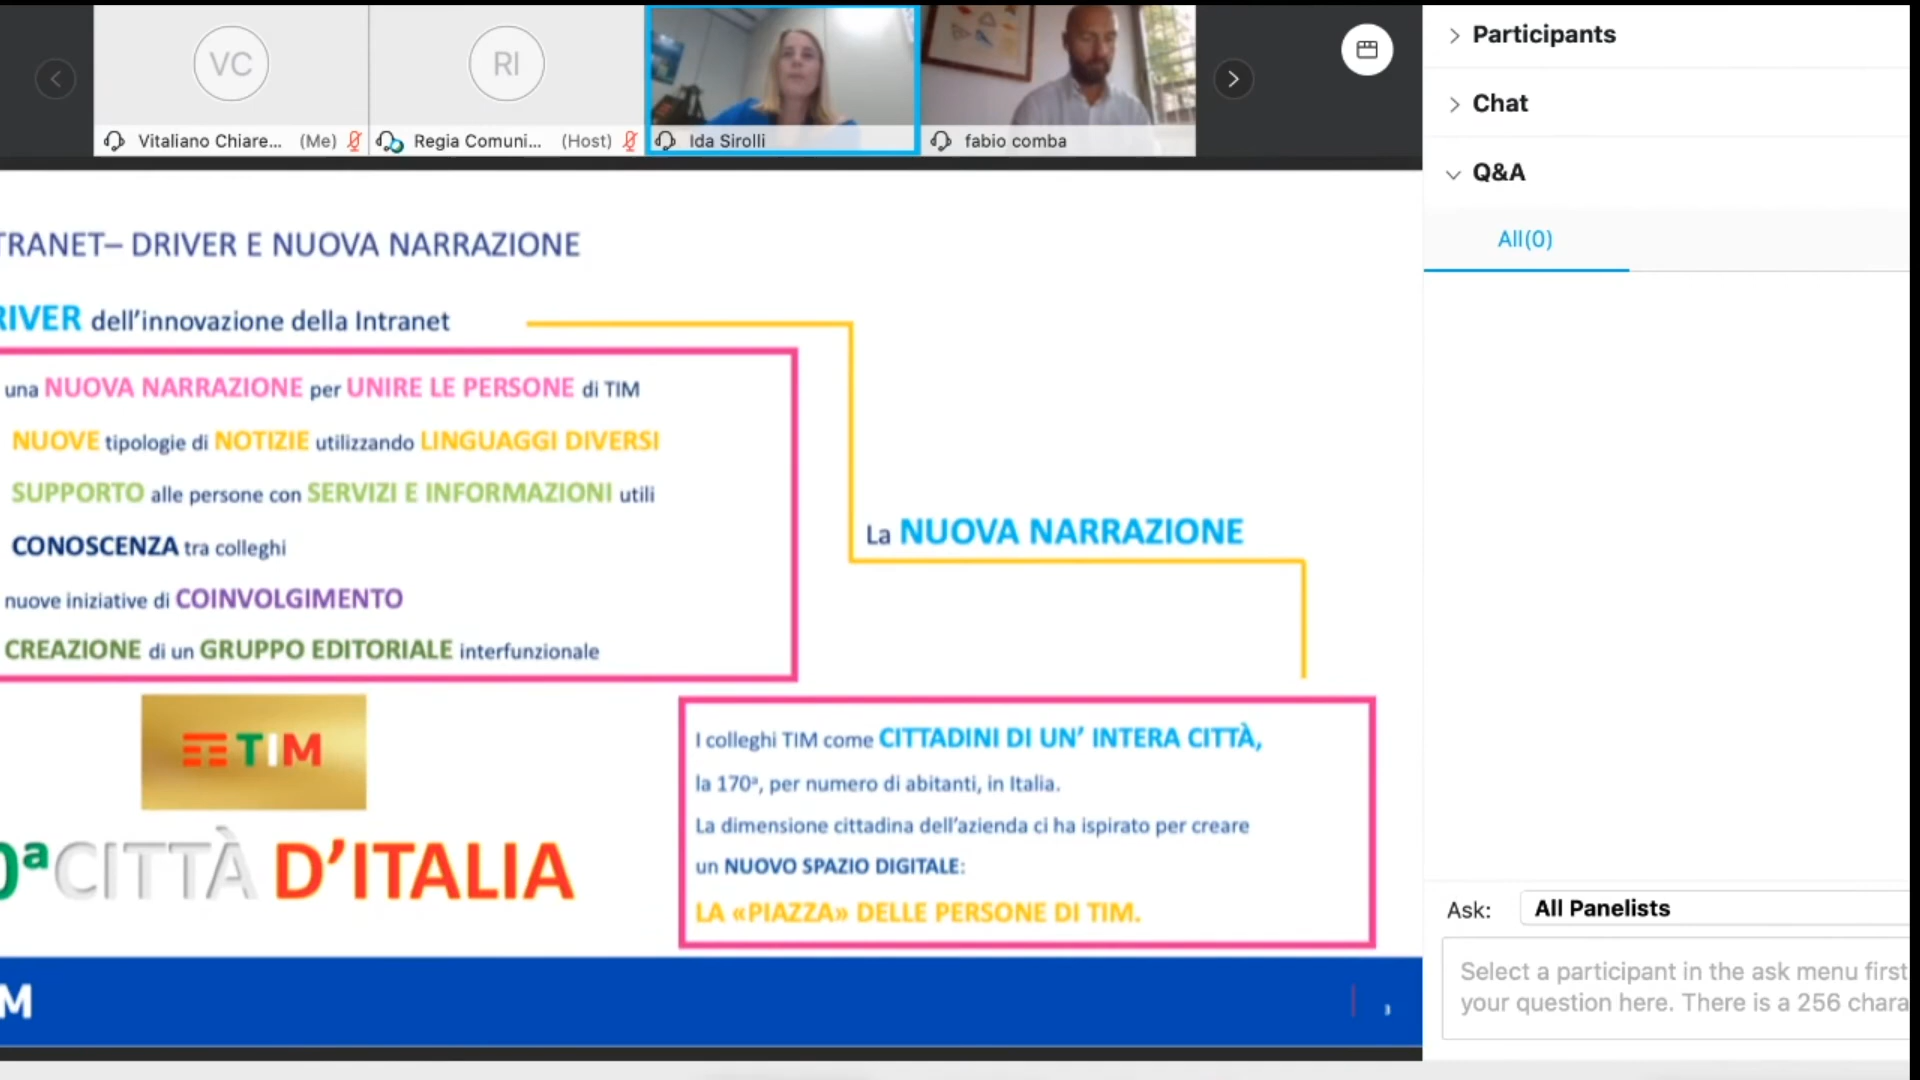 VC
RI
Vitaliano Chiare... (Me)
Regia Comuni... (Host)
Ida Sirolli
fabio comba
Participants
Chat
Q&A
All(0)
TRANET– DRIVER E NUOVA NARRAZIONE
RIVER dell'innovazione della Intranet
una NUOVA NARRAZIONE per UNIRE LE PERSONE di TIM
NUOVE tipologie di NOTIZIE utilizzando LINGUAGGI DIVERSI
SUPPORTO alle persone con SERVIZI E INFORMAZIONI utili
CONOSCENZA tra colleghi
nuove iniziative di COINVOLGIMENTO
CREAZIONE di un GRUPPO EDITORIALE interfunzionale
La NUOVA NARRAZIONE
TIM
0ª CITTÀ D'ITALIA
I colleghi TIM come CITTADINI DI UN' INTERA CITTÀ,
la 170ª, per numero di abitanti, in Italia.
La dimensione cittadina dell'azienda ci ha ispirato per creare
un NUOVO SPAZIO DIGITALE:
LA «PIAZZA» DELLE PERSONE DI TIM.
M
Ask: All Panelists
Select a participant in the ask menu first
your question here. There is a 256 chara